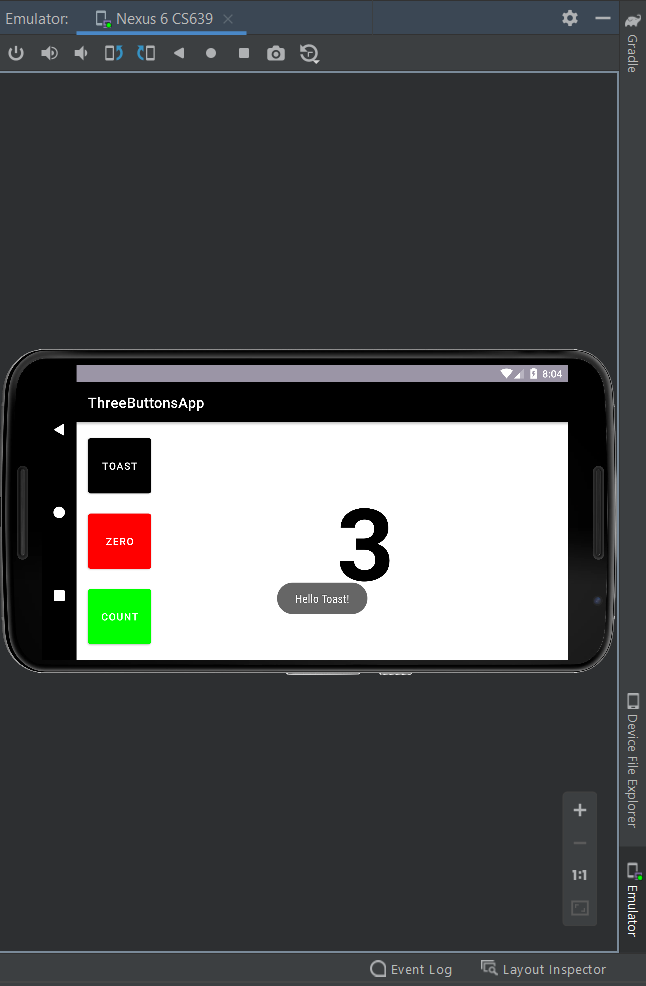 Emulator: Nexus 6 CS639
Gradle
8:04
ThreeButtonsApp
TOAST
ZERO
3
Hello Toast!
COUNT
Device File Explorer
1:1
Emulator
Event Log Layout Inspector